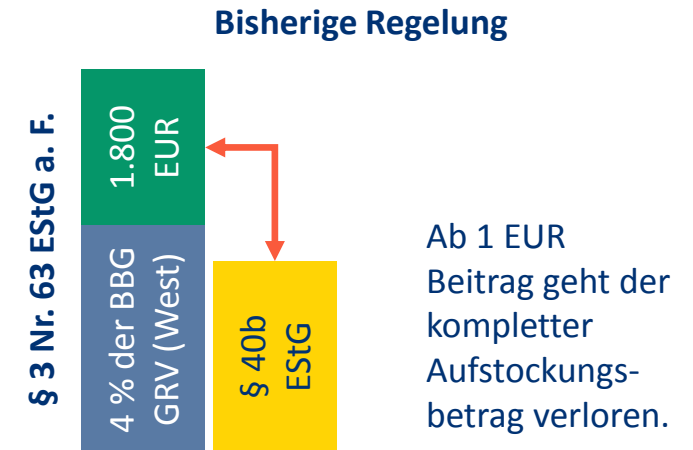 Bisherige Regelung
§ 3 Nr. 63 EStG a. F.
1.800
EUR
4 % der BBG
GRV (West)
§ 40b
EStG
Ab 1 EUR
Beitrag geht der
kompletter
Aufstockungs-
betrag verloren.